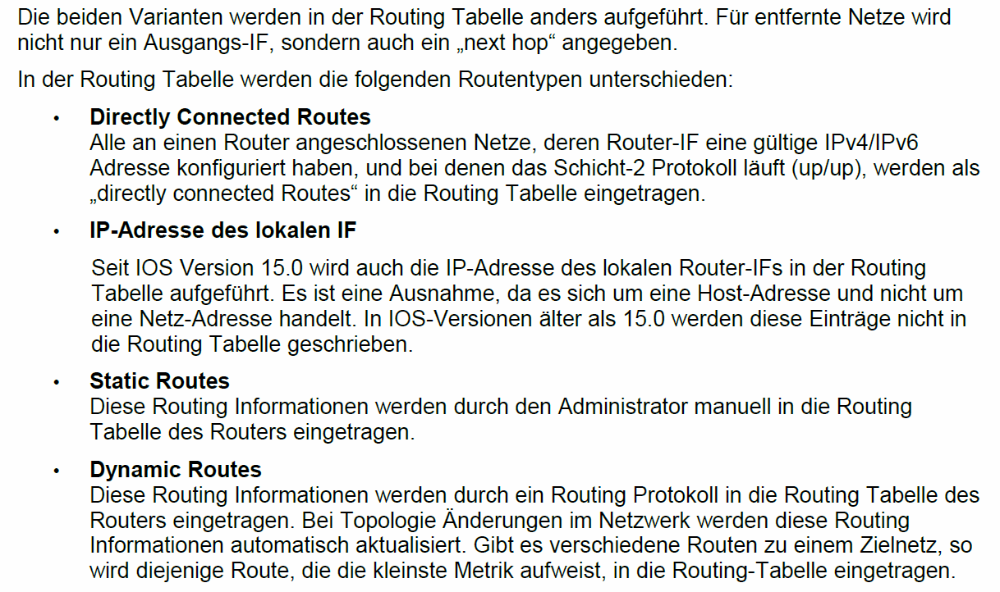 Die beiden Varianten werden in der Routing Tabelle anders aufgeführt. Für entfernte Netze wird
nicht nur ein Ausgangs-IF, sondern auch ein „next hop“ angegeben.
In der Routing Tabelle werden die folgenden Routentypen unterschieden:
• Directly Connected Routes
Alle an einen Router angeschlossenen Netze, deren Router-IF eine gültige IPv4/IPv6
Adresse konfiguriert haben, und bei denen das Schicht-2 Protokoll läuft (up/up), werden als
„directly connected Routes“ in die Routing Tabelle eingetragen.
• IP-Adresse des lokalen IF
Seit IOS Version 15.0 wird auch die IP-Adresse des lokalen Router-IFs in der Routing
Tabelle aufgeführt. Es ist eine Ausnahme, da es sich um eine Host-Adresse und nicht um
eine Netz-Adresse handelt. In IOS-Versionen älter als 15.0 werden diese Einträge nicht in
die Routing Tabelle geschrieben.
• Static Routes
Diese Routing Informationen werden durch den Administrator manuell in die Routing
Tabelle des Routers eingetragen.
• Dynamic Routes
Diese Routing Informationen werden durch ein Routing Protokoll in die Routing Tabelle des
Routers eingetragen. Bei Topologie Änderungen im Netzwerk werden diese Routing
Informationen automatisch aktualisiert. Gibt es verschiedene Routen zu einem Zielnetz, so
wird diejenige Route, die die kleinste Metrik aufweist, in die Routing-Tabelle eingetragen.